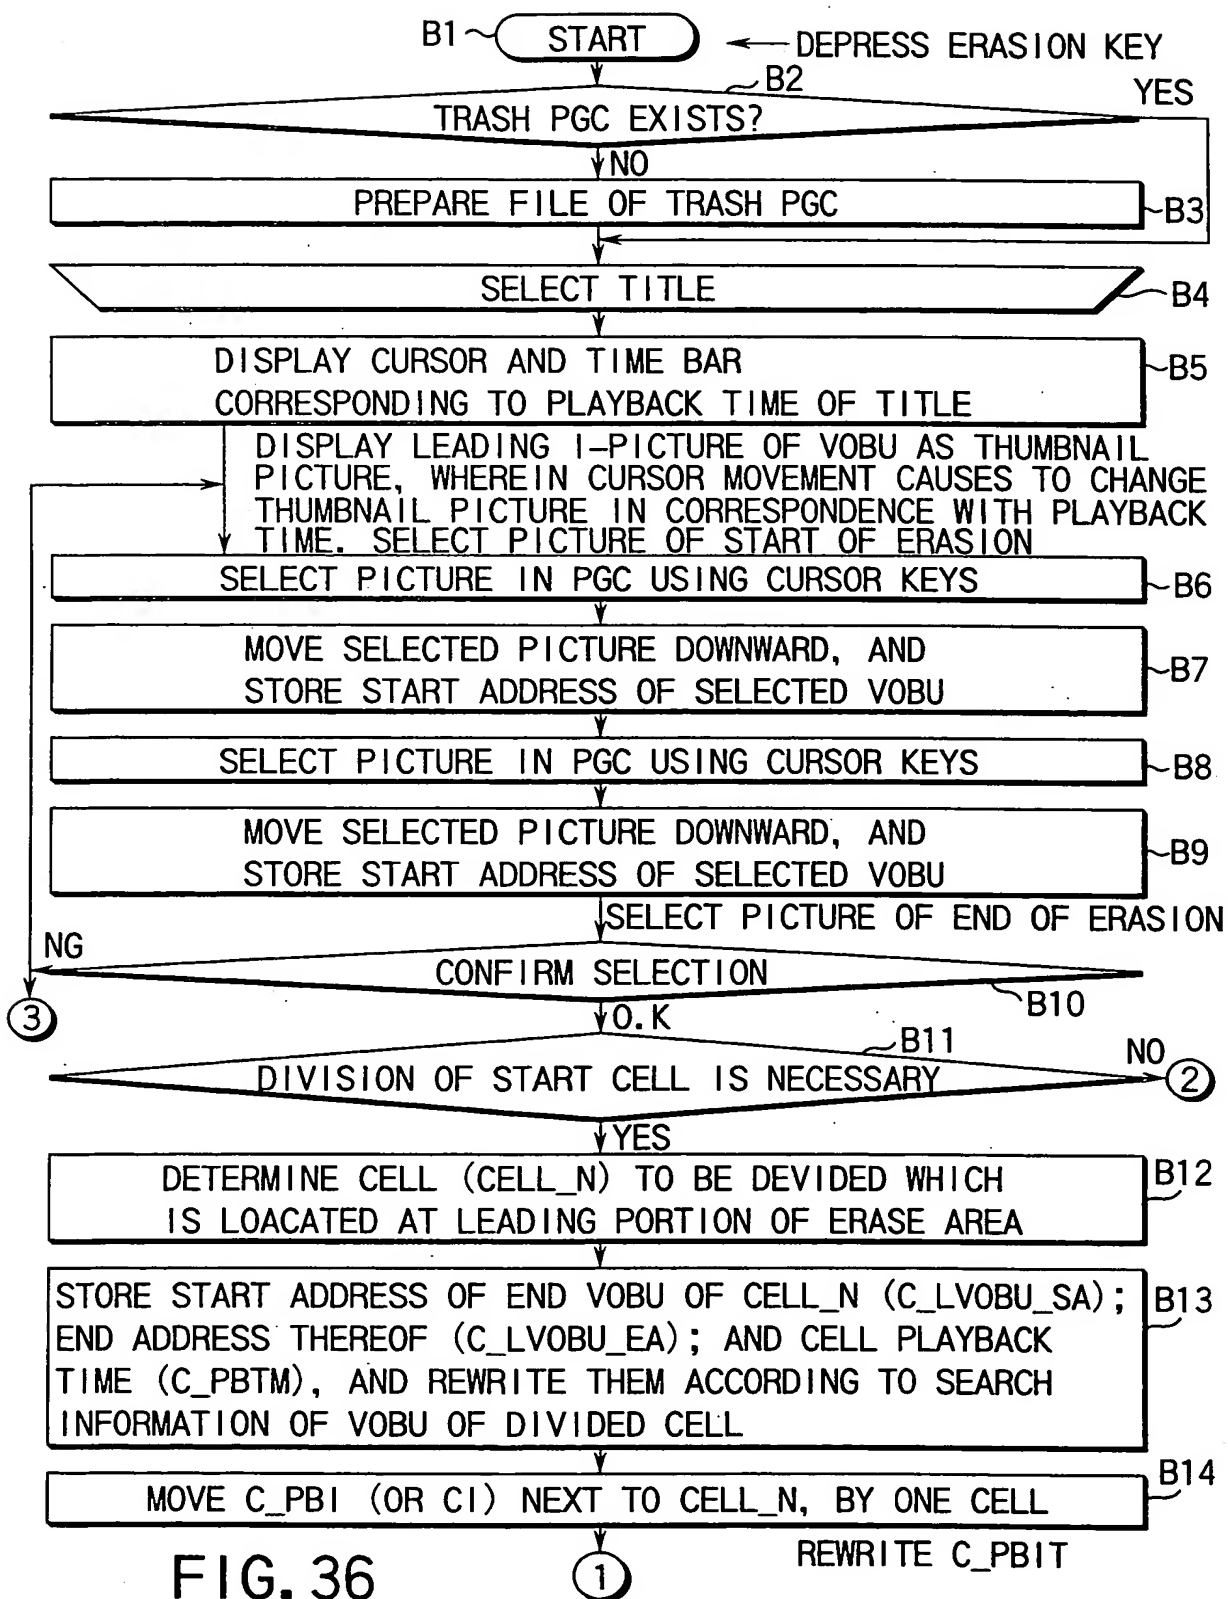 B1
START
DEPRESS ERASION KEY
B2
YES
TRASH PGC EXISTS?
NO
PREPARE FILE OF TRASH PGC
B3
SELECT TITLE
B4
DISPLAY CURSOR AND TIME BAR
CORRESPONDING TO PLAYBACK TIME OF TITLE
B5
DISPLAY LEADING I-PICTURE OF VOBU AS THUMBNAIL
PICTURE, WHEREIN CURSOR MOVEMENT CAUSES TO CHANGE
THUMBNAIL PICTURE IN CORRESPONDENCE WITH PLAYBACK
TIME. SELECT PICTURE OF START OF ERASION
SELECT PICTURE IN PGC USING CURSOR KEYS
B6
MOVE SELECTED PICTURE DOWNWARD, AND
STORE START ADDRESS OF SELECTED VOBU
B7
SELECT PICTURE IN PGC USING CURSOR KEYS
B8
MOVE SELECTED PICTURE DOWNWARD, AND
STORE START ADDRESS OF SELECTED VOBU
B9
SELECT PICTURE OF END OF ERASION
NG
CONFIRM SELECTION
B10
3
O.K
B11
NO
DIVISION OF START CELL IS NECESSARY
2
YES
DETERMINE CELL (CELL_N) TO BE DEVIDED WHICH
IS LOACATED AT LEADING PORTION OF ERASE AREA
B12
STORE START ADDRESS OF END VOBU OF CELL_N (C_LVOBU_SA);
END ADDRESS THEREOF (C_LVOBU_EA); AND CELL PLAYBACK
TIME (C_PBTM), AND REWRITE THEM ACCORDING TO SEARCH
INFORMATION OF VOBU OF DIVIDED CELL
B13
MOVE C_PBI (OR CI) NEXT TO CELL_N, BY ONE CELL
B14
REWRITE C_PBIT
1
FIG. 36